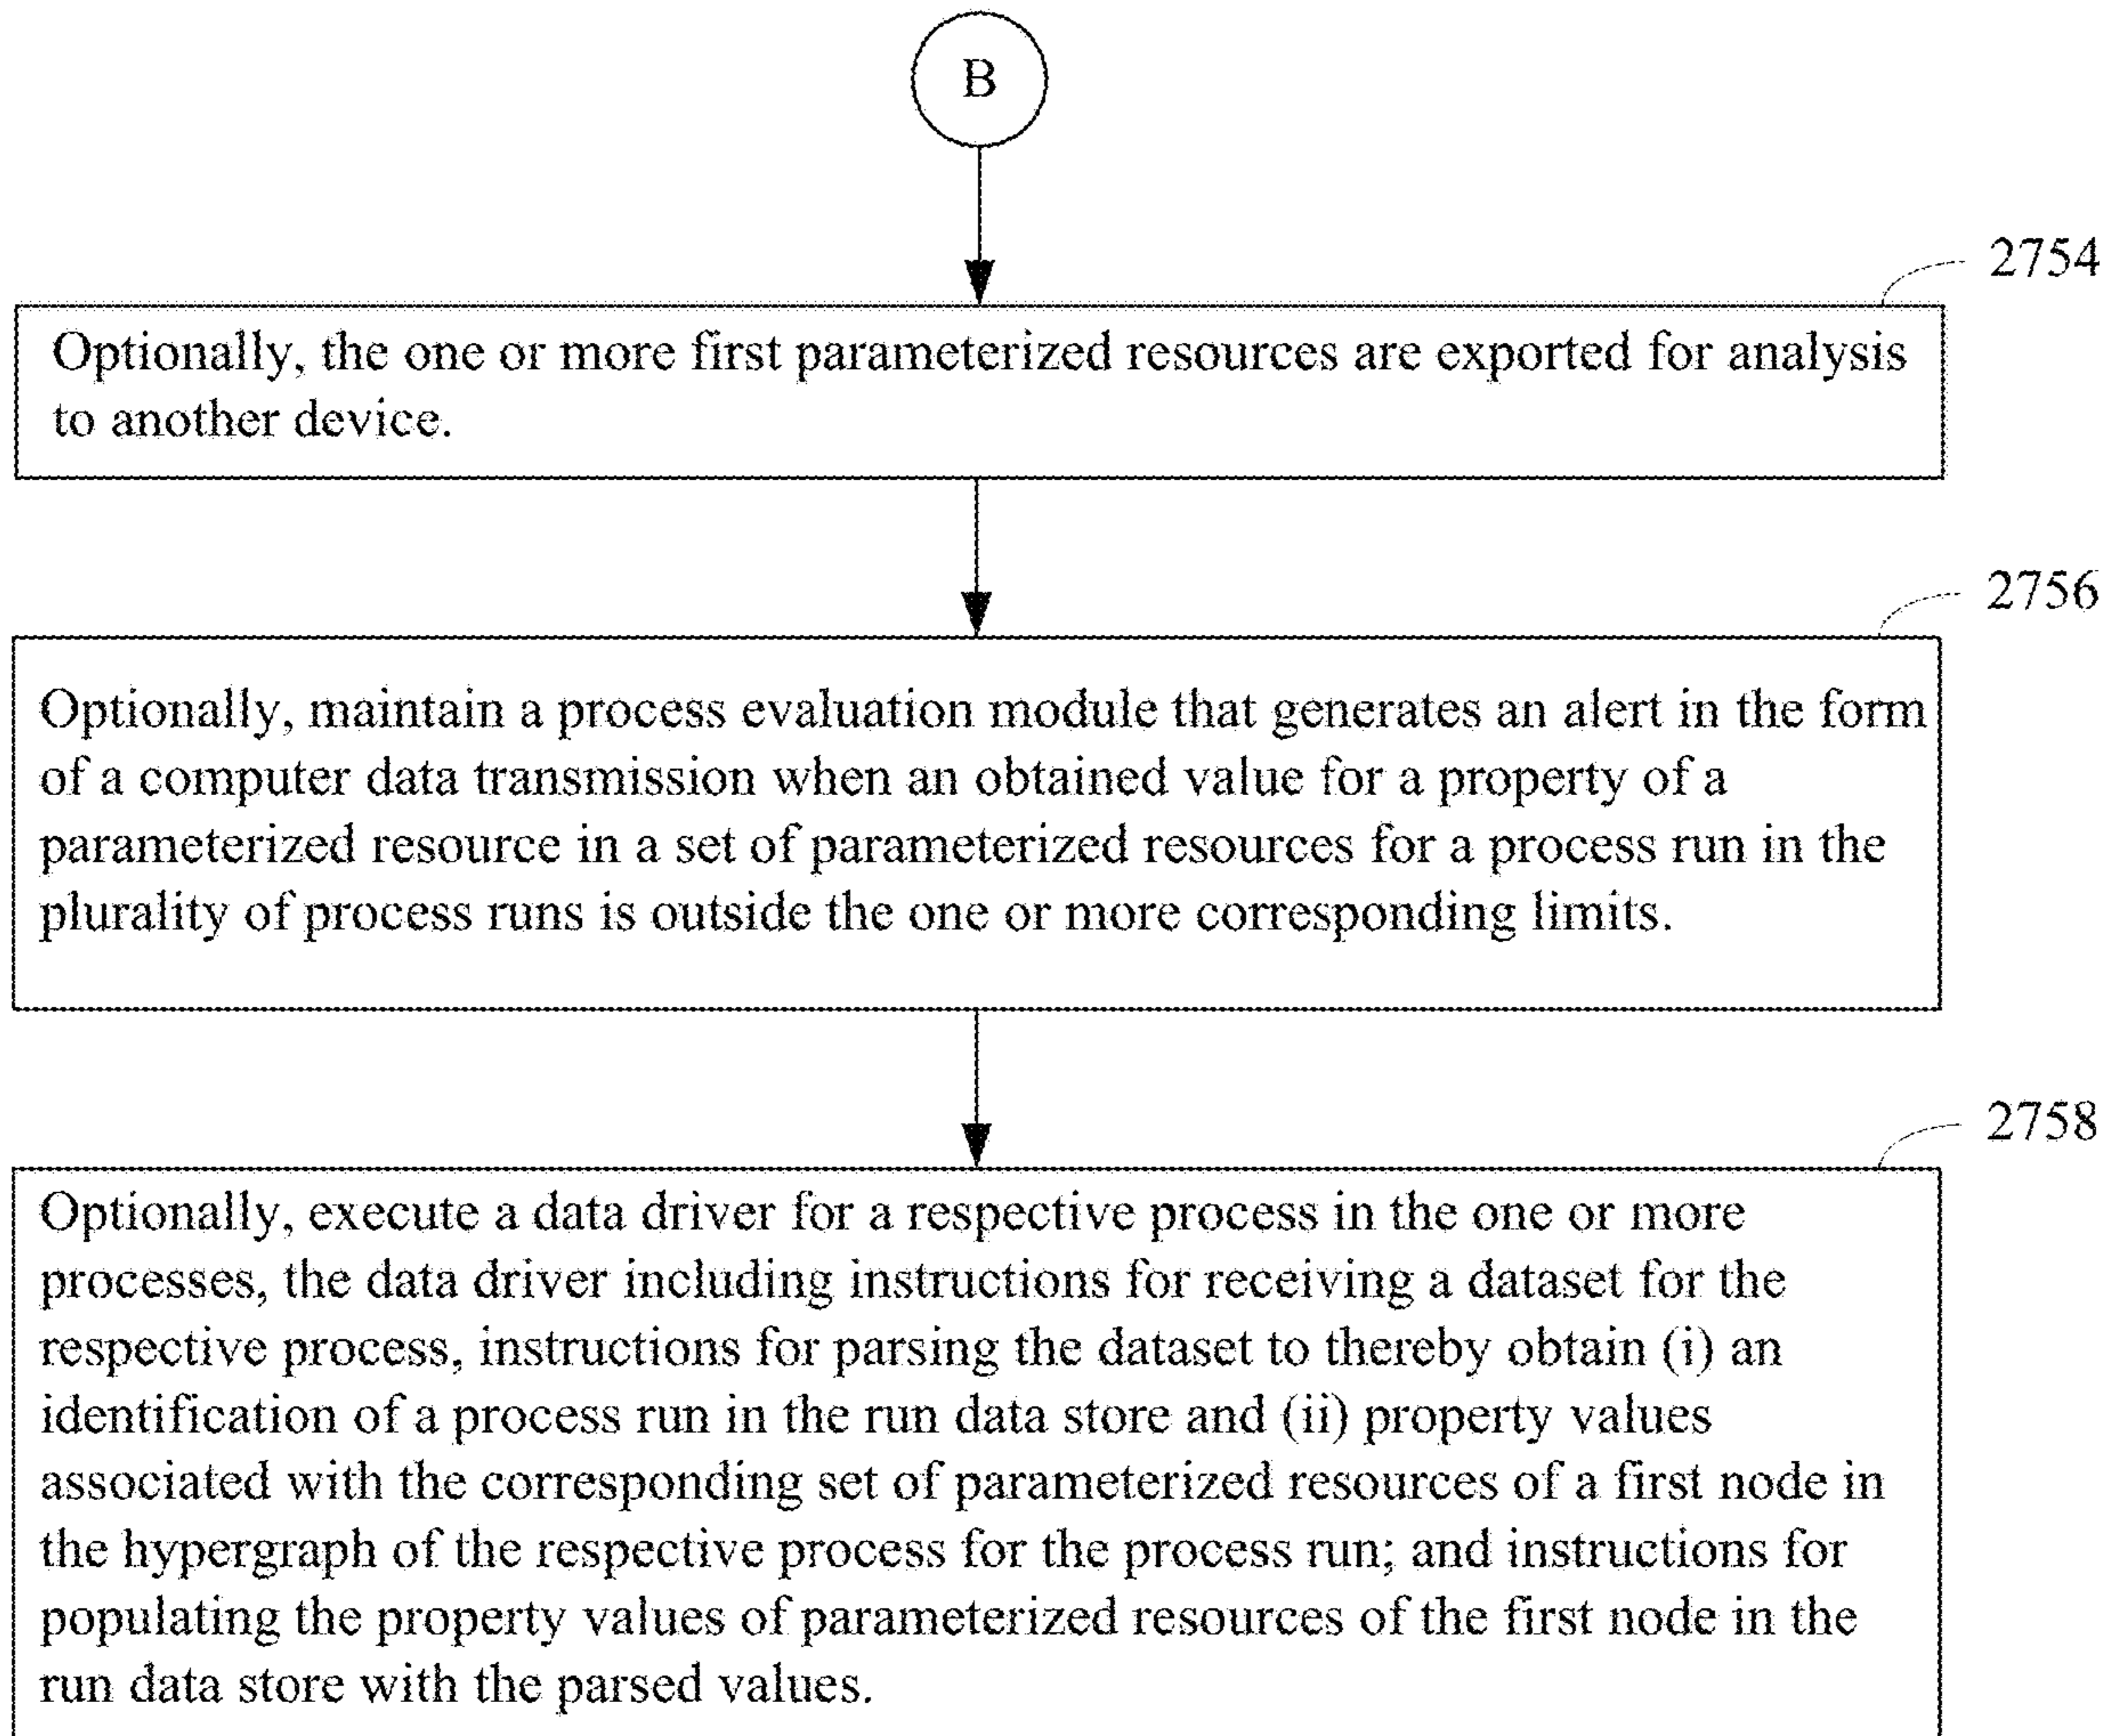 B
2754
Optionally, the one or more first parameterized resources are exported for analysis
to another device.
2756
Optionally, maintain a process evaluation module that generates an alert in the form
of a computer data transmission when an obtained value for a property of a
parameterized resource in a set of parameterized resources for a process run in the
plurality of process runs is outside the one or more corresponding limits.
2758
Optionally, execute a data driver for a respective process in the one or more
processes, the data driver including instructions for receiving a dataset for the
respective process, instructions for parsing the dataset to thereby obtain (i) an
identification of a process run in the run data store and (ii) property values
associated with the corresponding set of parameterized resources of a first node in
the hypergraph of the respective process for the process run; and instructions for
populating the property values of parameterized resources of the first node in the
run data store with the parsed values.